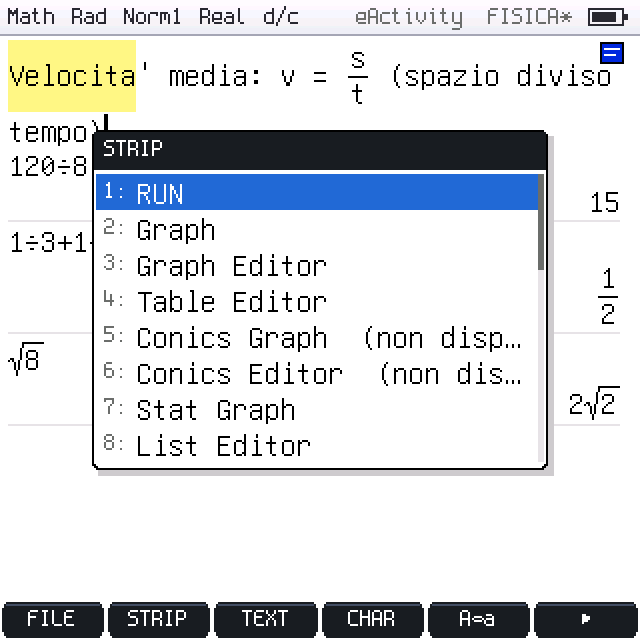 Math Rad Norm1 Real d/c eActivity FISICA*
Velocita' media: v = s/t (spazio diviso
tempo)
120÷8
15
1÷3+1
1/2
√8
2√2
STRIP
1: RUN
2: Graph
3: Graph Editor
4: Table Editor
5: Conics Graph (non disp…
6: Conics Editor (non dis…
7: Stat Graph
8: List Editor
FILE STRIP TEXT CHAR A⇔a ▶